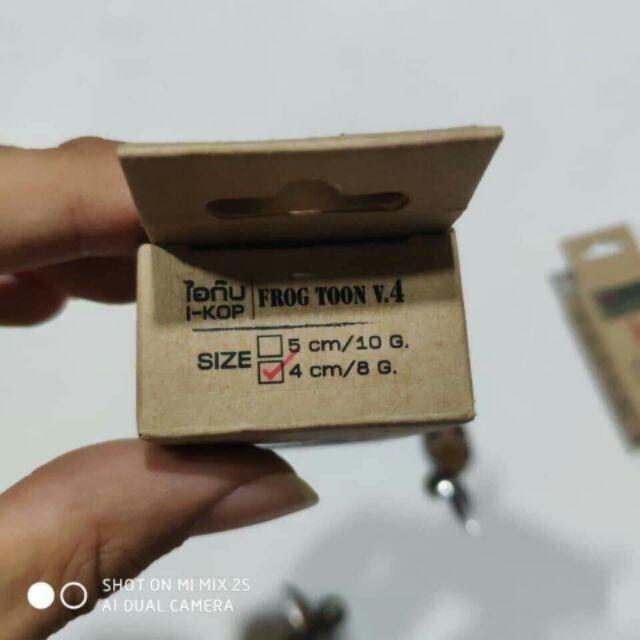 ไอกบ FROG TOON V.4
I-KOP
SIZE 5 cm/10 G.
4 cm/8 G.
SHOT ON MI MIX 2S
AI DUAL CAMERA